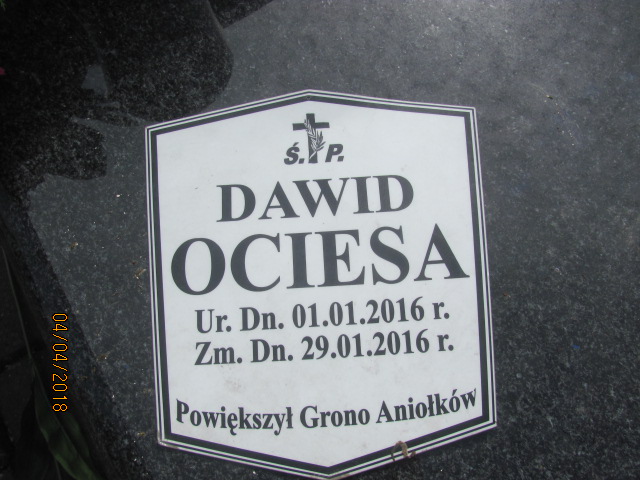 Ś. P.
DAWID
OCIESA
Ur. Dn. 01.01.2016 r.
Zm. Dn. 29.01.2016 r.
Powiększył Grono Aniołków
04/04/2018